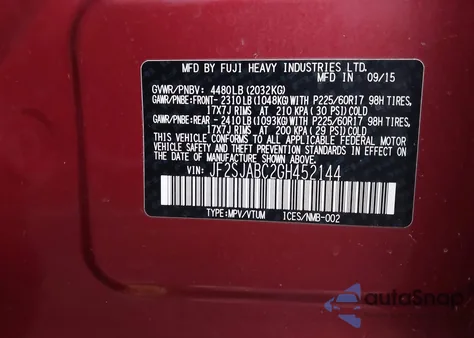 MFD BY FUJI HEAVY INDUSTRIES LTD.
IN 09/15
GVWR/PNBV: 4480LB (2032KG)
GAWR/PNBE:FRONT- 2310LB(1048KG)WITH P225/60R17 98H TIRES,
17X7J RIMS AT 210 KPA (30 PSI) COLD
GAWR/PNBE:REAR - 2410LB(1093KG)WITH P225/60R17 98H TIRES,
17X7J RIMS AT 200 KPA (29 PSI) COLD
THIS VEHICLE CONFORMS TO ALL APPLICABLE FEDERAL MOTOR
VEHICLE SAFETY STANDARDS IN EFFECT ON THE DATE OF
MANUFACTURE SHOWN ABOVE.
VIN: JF2SJABC2GH452144
TYPE:MPV/VTUM ICES/NMB-002
autoSnap